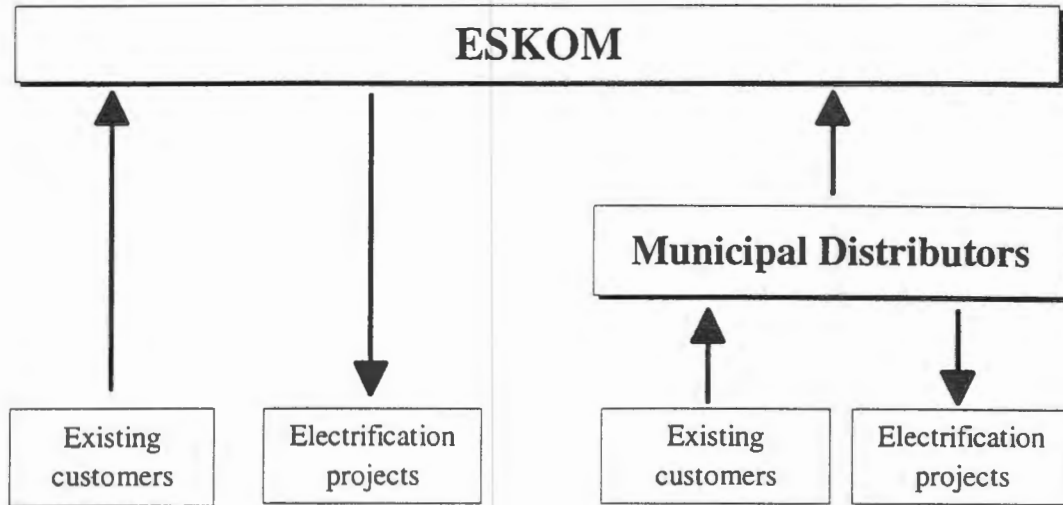 ESKOM
Municipal Distributors
Existing
customers
Electrification
projects
Existing
customers
Electrification
projects